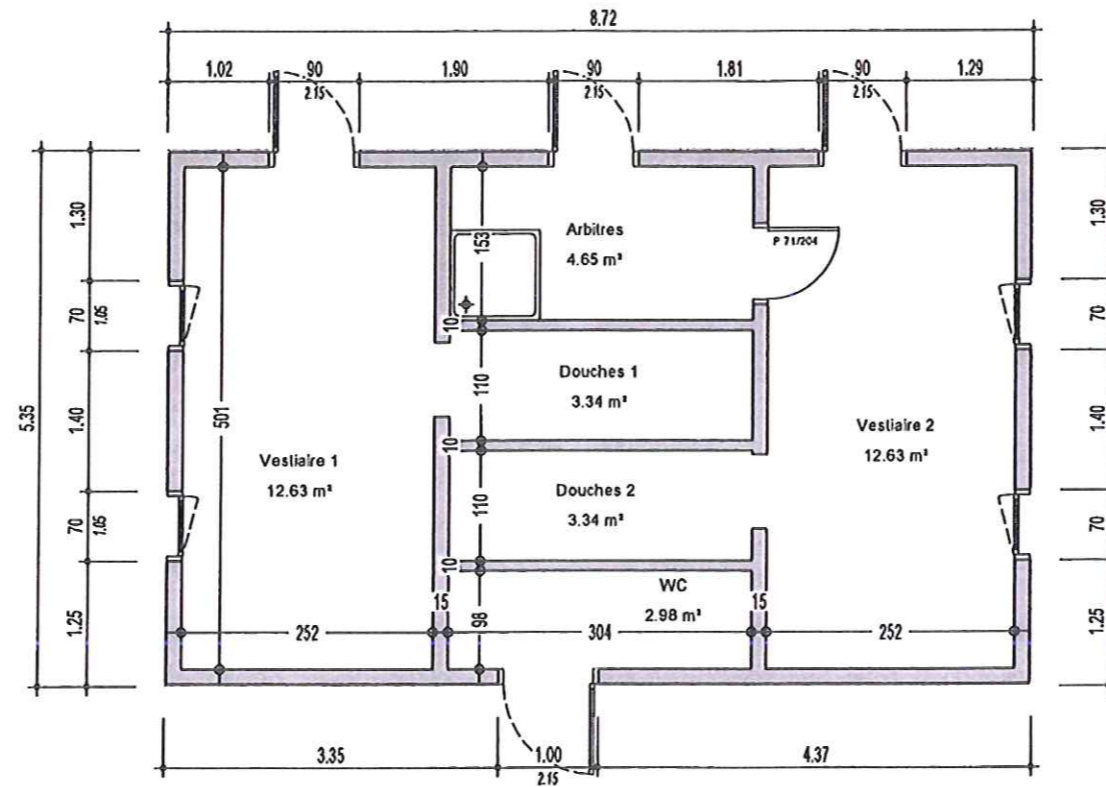 8.72
1.02 .90 1.90 .90 1.81 .90 1.29
2.15 2.15 2.15
5.35
1.30
70
1.05
1.40
70
1.05
1.25
501
153
10
110
10
110
10
98
Arbitres
4.65 m²
P 71/204
Douches 1
3.34 m²
Vestiaire 1
12.63 m²
Vestiaire 2
12.63 m²
Douches 2
3.34 m²
WC
2.98 m²
15 15
252 304 252
1.30
70
1.40
70
1.25
3.35 1.00 4.37
2.15